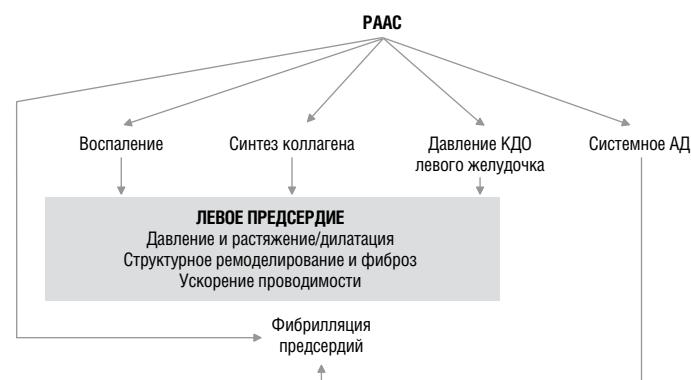 РААС
Воспаление
Синтез коллагена
Давление КДО
левого желудочка
Системное АД
ЛЕВОЕ ПРЕДСЕРДИЕ
Давление и растяжение/дилатация
Структурное ремоделирование и фиброз
Ускорение проводимости
Фибрилляция
предсердий